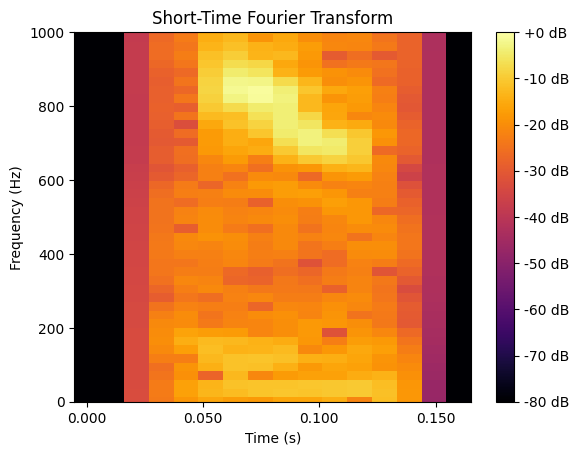 Short-Time Fourier Transform
1000
800
600
400
200
0
Frequency (Hz)
0.000
0.050
0.100
0.150
Time (s)
+0 dB
-10 dB
-20 dB
-30 dB
-40 dB
-50 dB
-60 dB
-70 dB
-80 dB